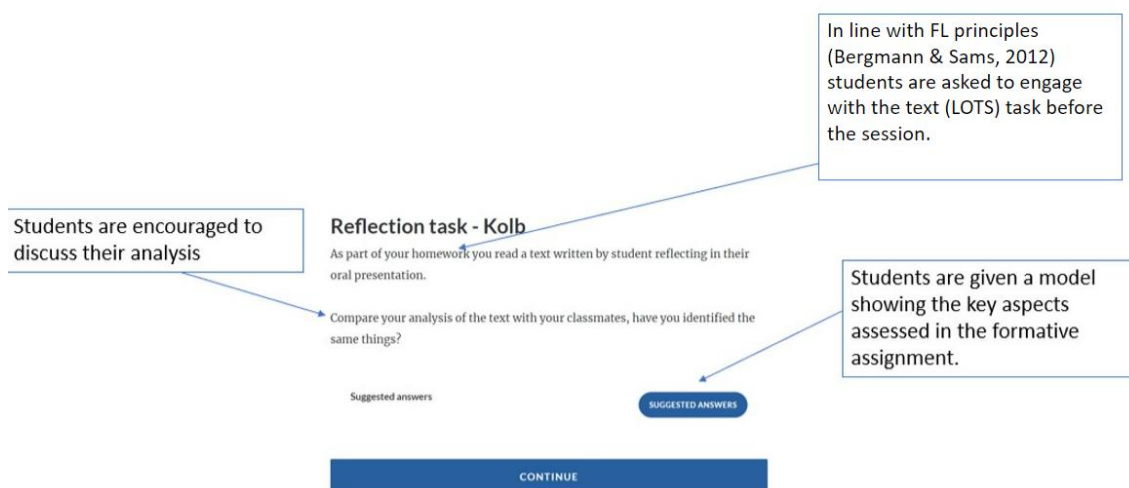 In line with FL principles
(Bergmann & Sams, 2012)
students are asked to engage
with the text (LOTS) task before
the session.
Students are encouraged to
discuss their analysis
Reflection task - Kolb
As part of your homework you read a text written by student reflecting in their
oral presentation.
Compare your analysis of the text with your classmates, have you identified the
same things?
Students are given a model
showing the key aspects
assessed in the formative
assignment.
Suggested answers
SUGGESTED ANSWERS
CONTINUE